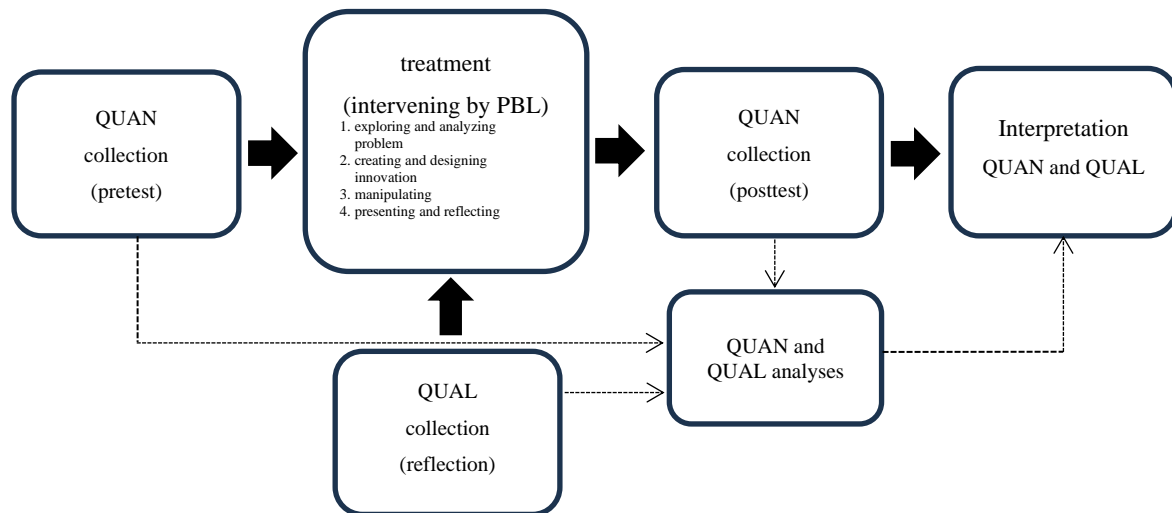 QUAN
collection
(pretest)
treatment
(intervening by PBL)
1. exploring and analyzing
problem
2. creating and designing
innovation
3. manipulating
4. presenting and reflecting
QUAN
collection
(posttest)
Interpretation
QUAN and QUAL
QUAL
collection
(reflection)
QUAN and
QUAL analyses